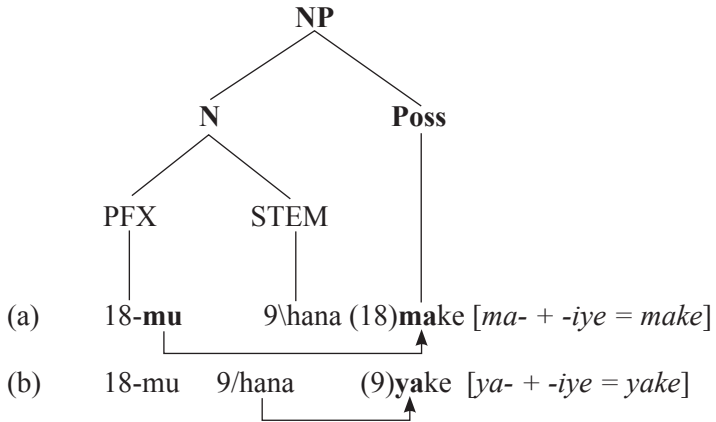 NP
N Poss
PFX STEM
(a) 18-mu 9\hana (18)make [ma- + -iye = make]
(b) 18-mu 9/hana (9)yake [ya- + -iye = yake]